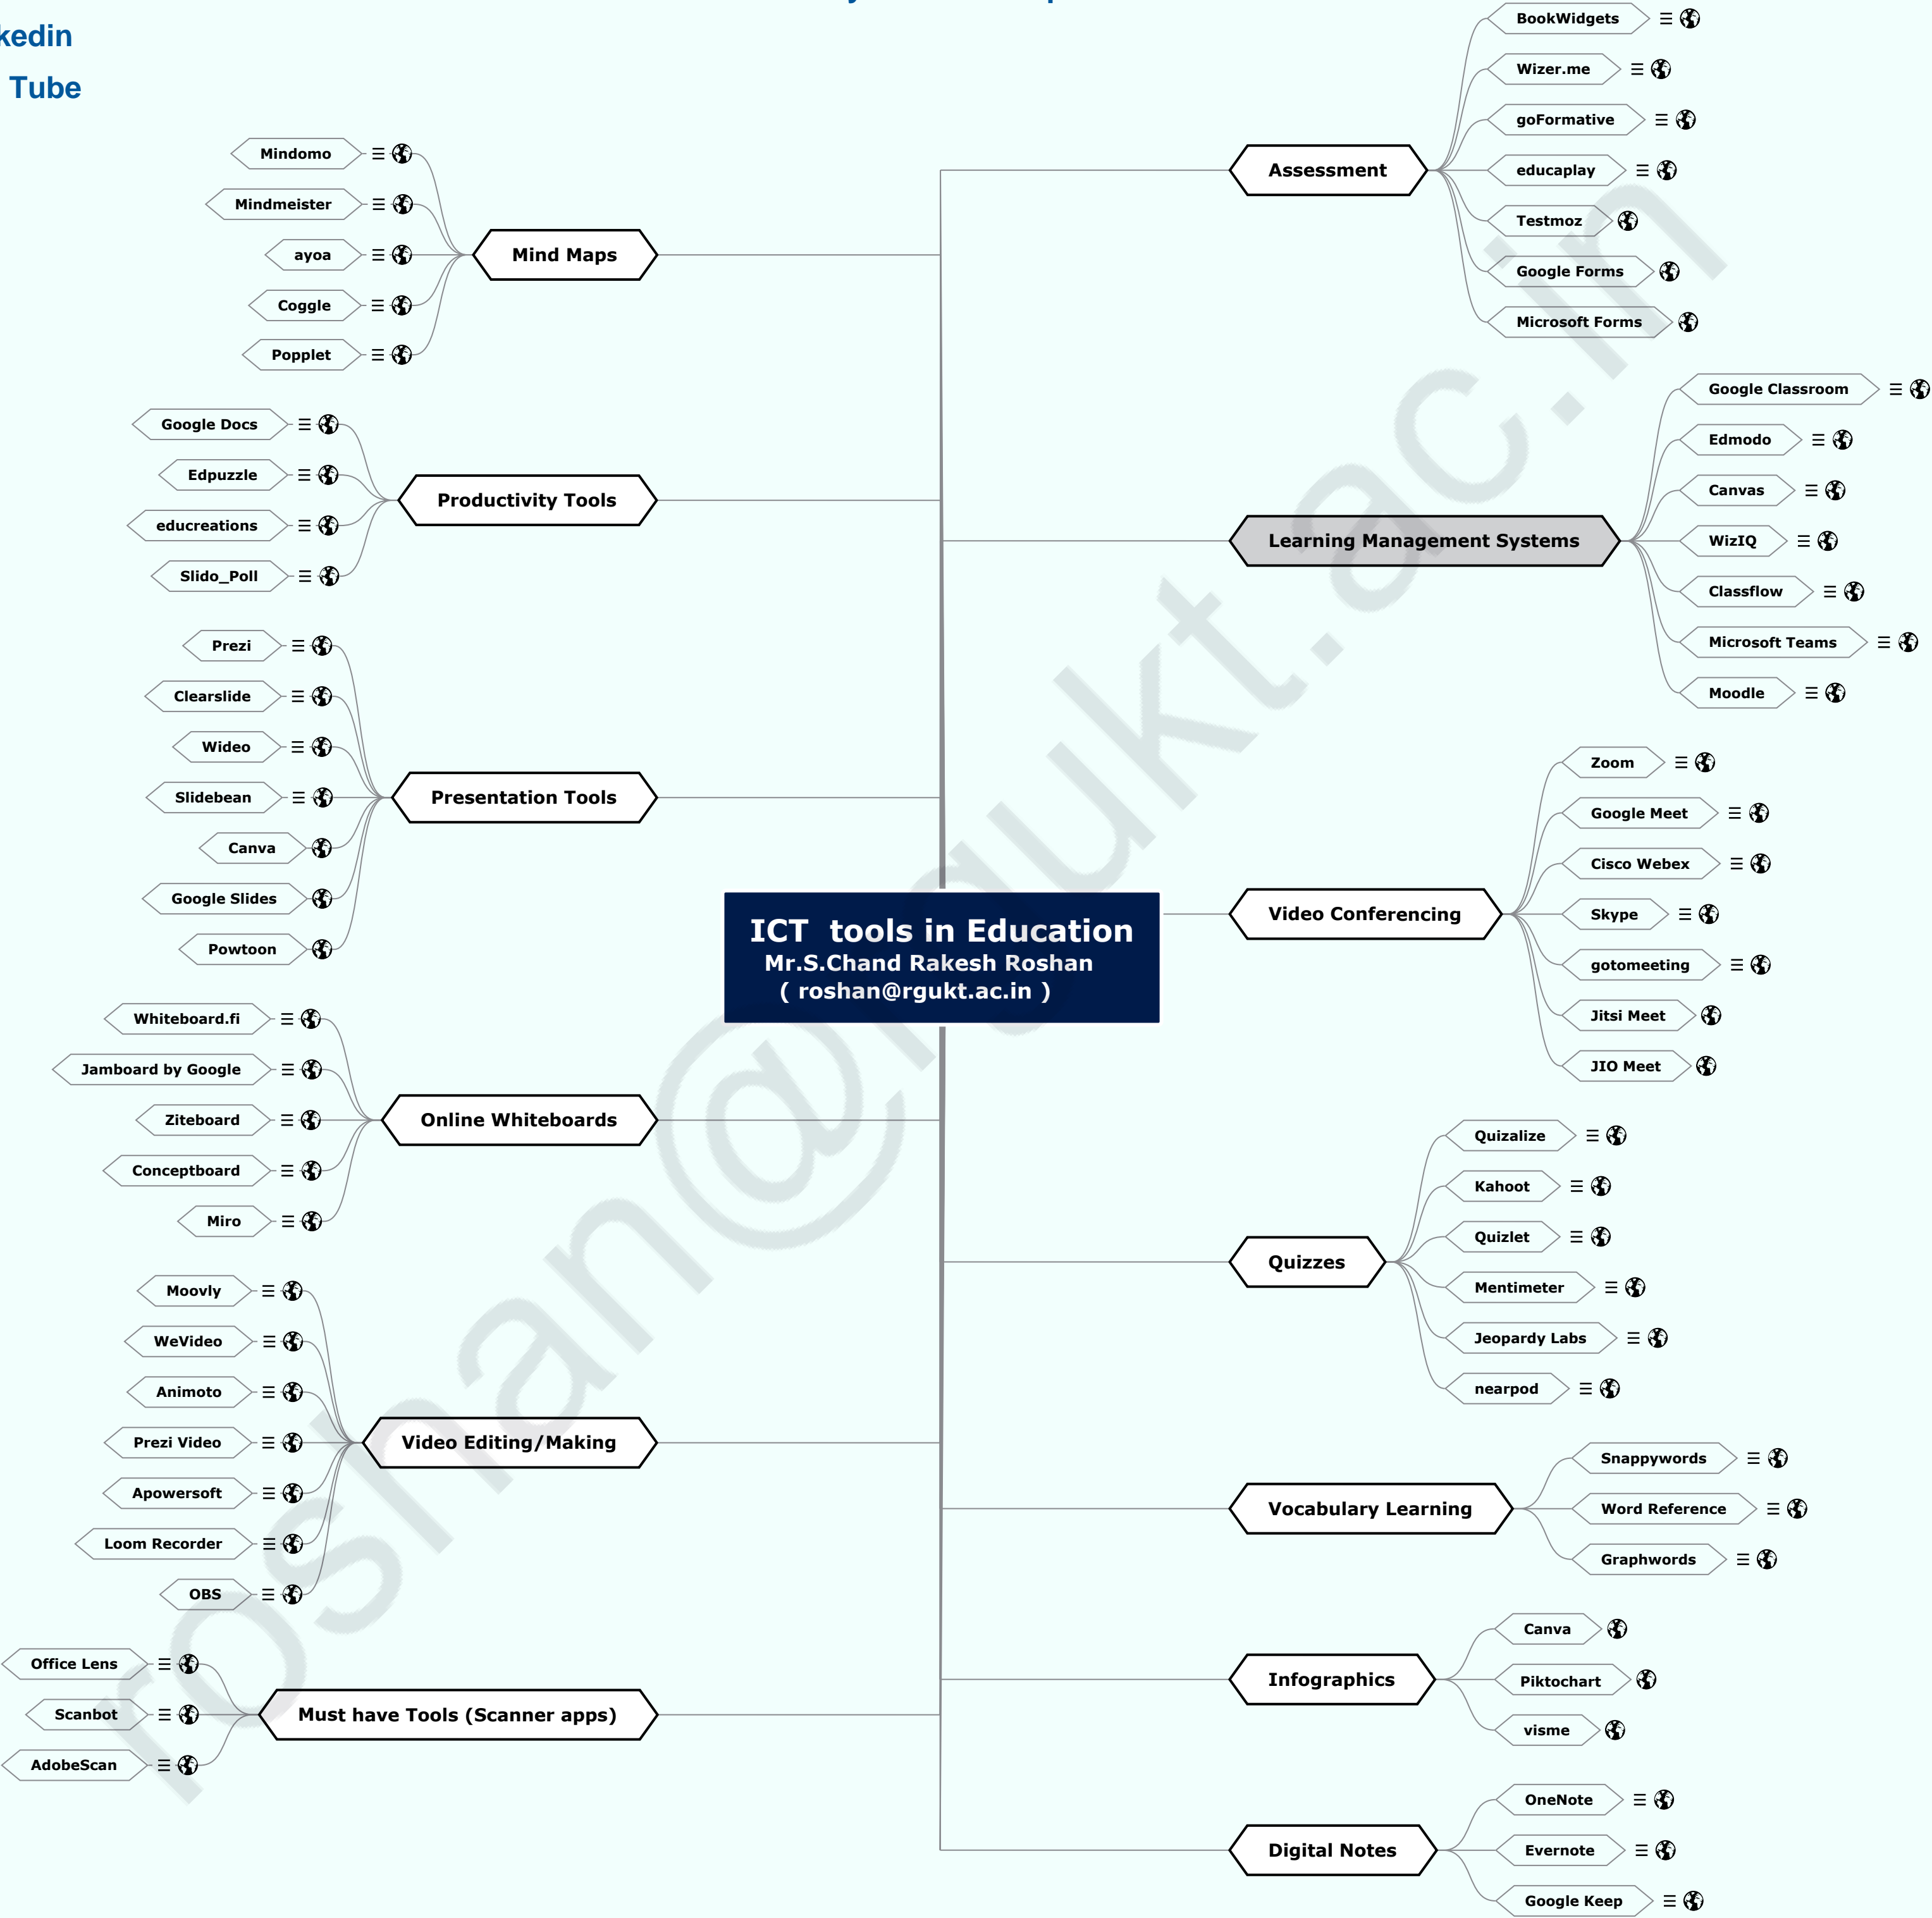 kedin
Tube
Mindomo
Mindmeister
ayoa
Coggle
Popplet
Mind Maps
Google Docs
Edpuzzle
educreations
Slido_Poll
Productivity Tools
Prezi
Clearslide
Wideo
Slidebean
Canva
Google Slides
Powtoon
Presentation Tools
Whiteboard.fi
Jamboard by Google
Ziteboard
Conceptboard
Miro
Online Whiteboards
Moovly
WeVideo
Animoto
Prezi Video
Apowersoft
Loom Recorder
OBS
Video Editing/Making
Office Lens
Scanbot
AdobeScan
Must have Tools (Scanner apps)
ICT tools in Education
Mr.S.Chand Rakesh Roshan
( roshan@rgukt.ac.in )
Assessment
BookWidgets
Wizer.me
goFormative
educaplay
Testmoz
Google Forms
Microsoft Forms
Learning Management Systems
Google Classroom
Edmodo
Canvas
WizIQ
Classflow
Microsoft Teams
Moodle
Video Conferencing
Zoom
Google Meet
Cisco Webex
Skype
gotomeeting
Jitsi Meet
JIO Meet
Quizzes
Quizalize
Kahoot
Quizlet
Mentimeter
Jeopardy Labs
nearpod
Vocabulary Learning
Snappywords
Word Reference
Graphwords
Infographics
Canva
Piktochart
visme
Digital Notes
OneNote
Evernote
Google Keep
roshan@rgukt.ac.in